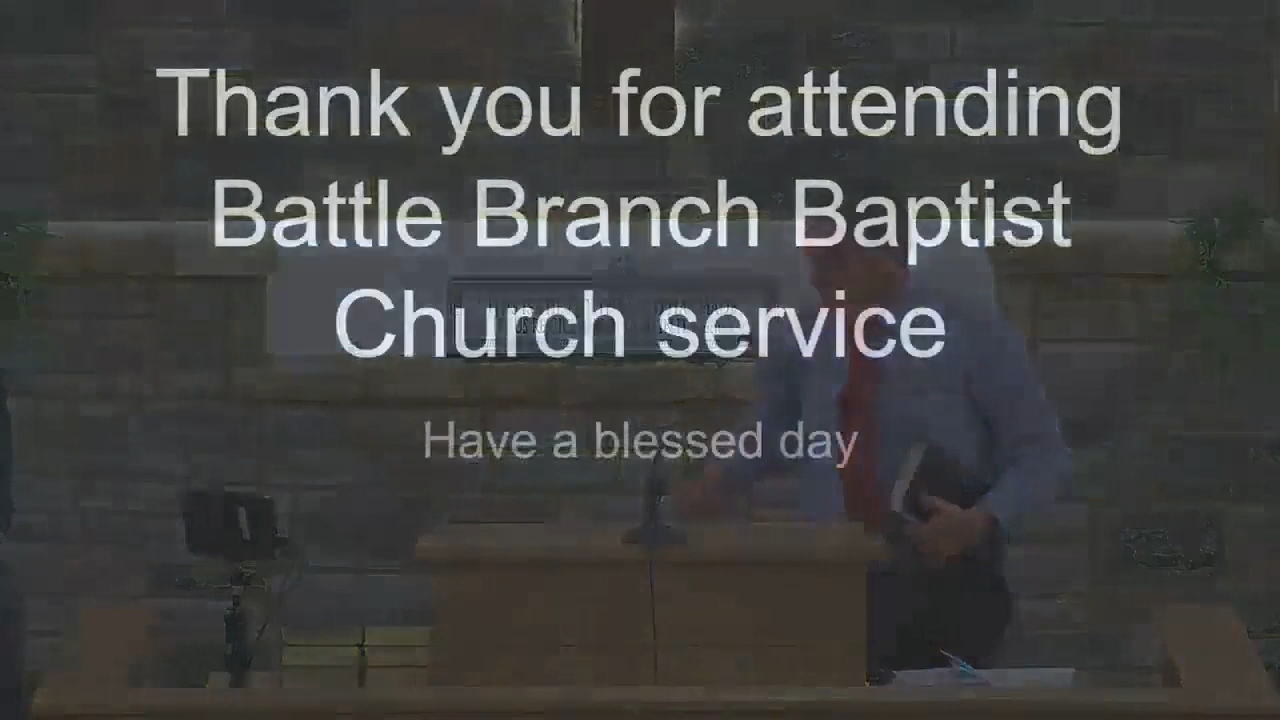 Thank you for attending
Battle Branch Baptist
Church service
Have a blessed day